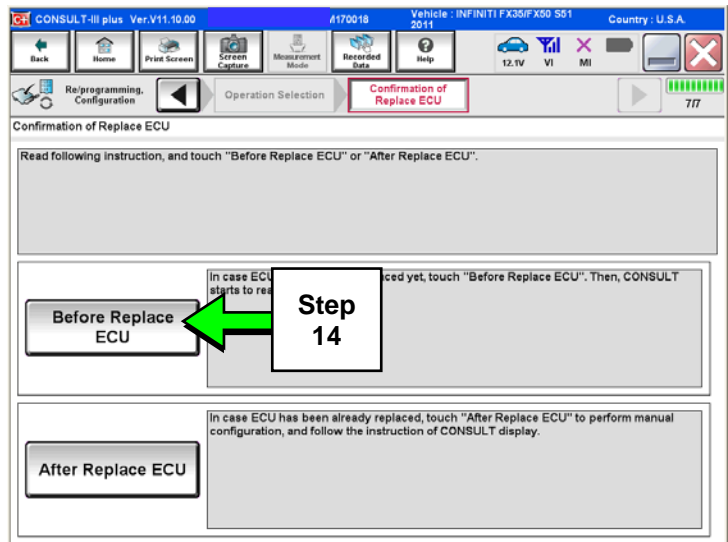 CONSULT-III plus Ver.V11.10.00
M170018
Vehicle : INFINITI FX35/FX50 S51
2011
Country : U.S.A.
Back
Home
Print Screen
Screen
Capture
Measurement
Mode
Recorded
Data
Help
12.1V
VI
MI
Re/programming,
Configuration
Operation Selection
Confirmation of
Replace ECU
7/7
Confirmation of Replace ECU
Read following instruction, and touch "Before Replace ECU" or "After Replace ECU".
Before Replace
ECU
In case ECU ced yet, touch "Before Replace ECU". Then, CONSULT
starts to rea
Step
14
After Replace ECU
In case ECU has been already replaced, touch "After Replace ECU" to perform manual
configuration, and follow the instruction of CONSULT display.